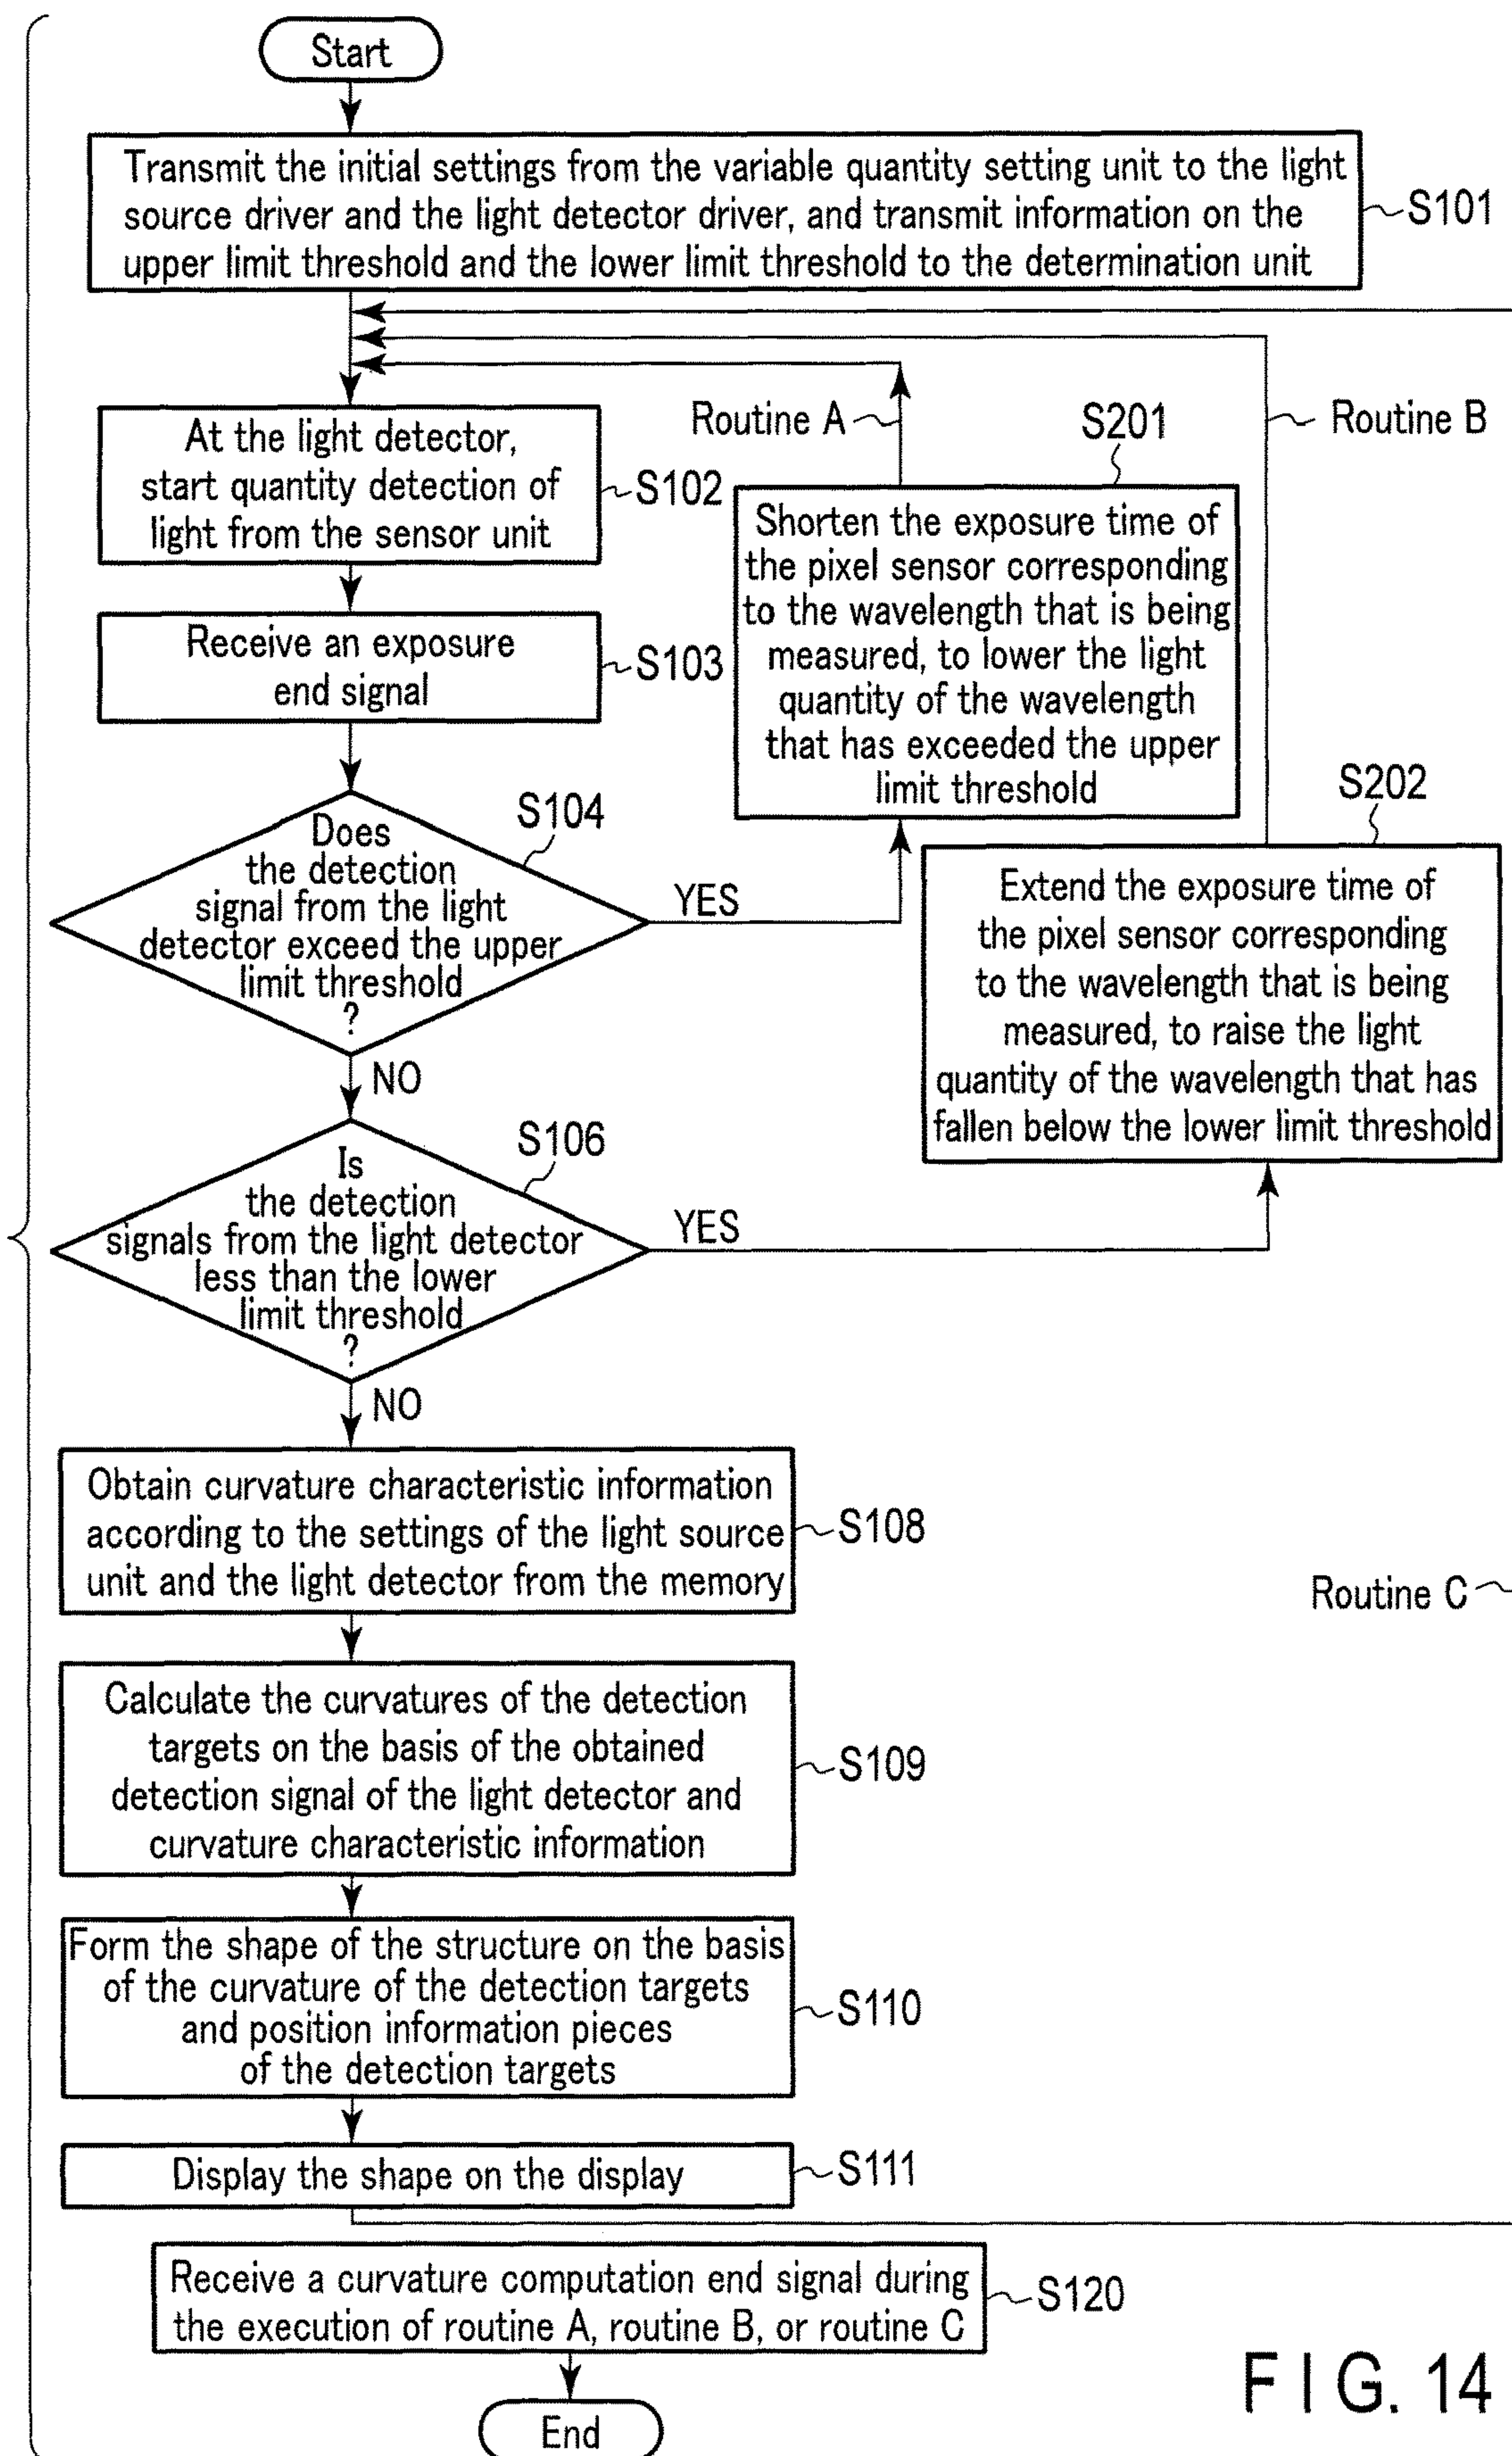 Start
Transmit the initial settings from the variable quantity setting unit to the light
source driver and the light detector driver, and transmit information on the
upper limit threshold and the lower limit threshold to the determination unit
S101
At the light detector,
start quantity detection of
light from the sensor unit
S102
Receive an exposure
end signal
S103
Routine A
S201
Shorten the exposure time of
the pixel sensor corresponding
to the wavelength that is being
measured, to lower the light
quantity of the wavelength
that has exceeded the upper
limit threshold
Routine B
S202
Extend the exposure time of
the pixel sensor corresponding
to the wavelength that is being
measured, to raise the light
quantity of the wavelength that has
fallen below the lower limit threshold
S104
Does
the detection
signal from the light
detector exceed the upper
limit threshold
?
YES
NO
S106
Is
the detection
signals from the light detector
less than the lower
limit threshold
?
YES
NO
Obtain curvature characteristic information
according to the settings of the light source
unit and the light detector from the memory
S108
Routine C
Calculate the curvatures of the detection
targets on the basis of the obtained
detection signal of the light detector and
curvature characteristic information
S109
Form the shape of the structure on the basis
of the curvature of the detection targets
and position information pieces
of the detection targets
S110
Display the shape on the display
S111
Receive a curvature computation end signal during
the execution of routine A, routine B, or routine C
S120
End
FIG. 14